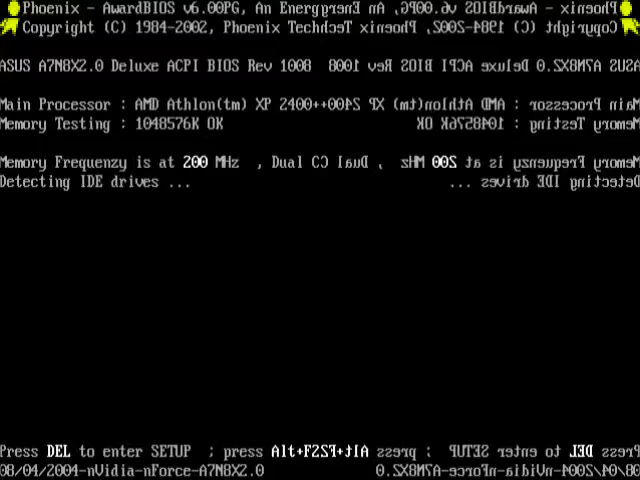 Phoenix - AwardBIOS v6.00PG, An Energ
Copyright (C) 1984-2002, Phoenix Tech
ASUS A7N8X2.0 Deluxe ACPI BIOS Rev 1008
Main Processor : AMD Athlon(tm) XP 2400+
Memory Testing : 1048576K OK
Memory Frequenzy is at 200 MHz , Dual C
Detecting IDE drives ...
Press DEL to enter SETUP ; press Alt+F2
08/04/2004-nVidia-nForce-A7N8X2.0